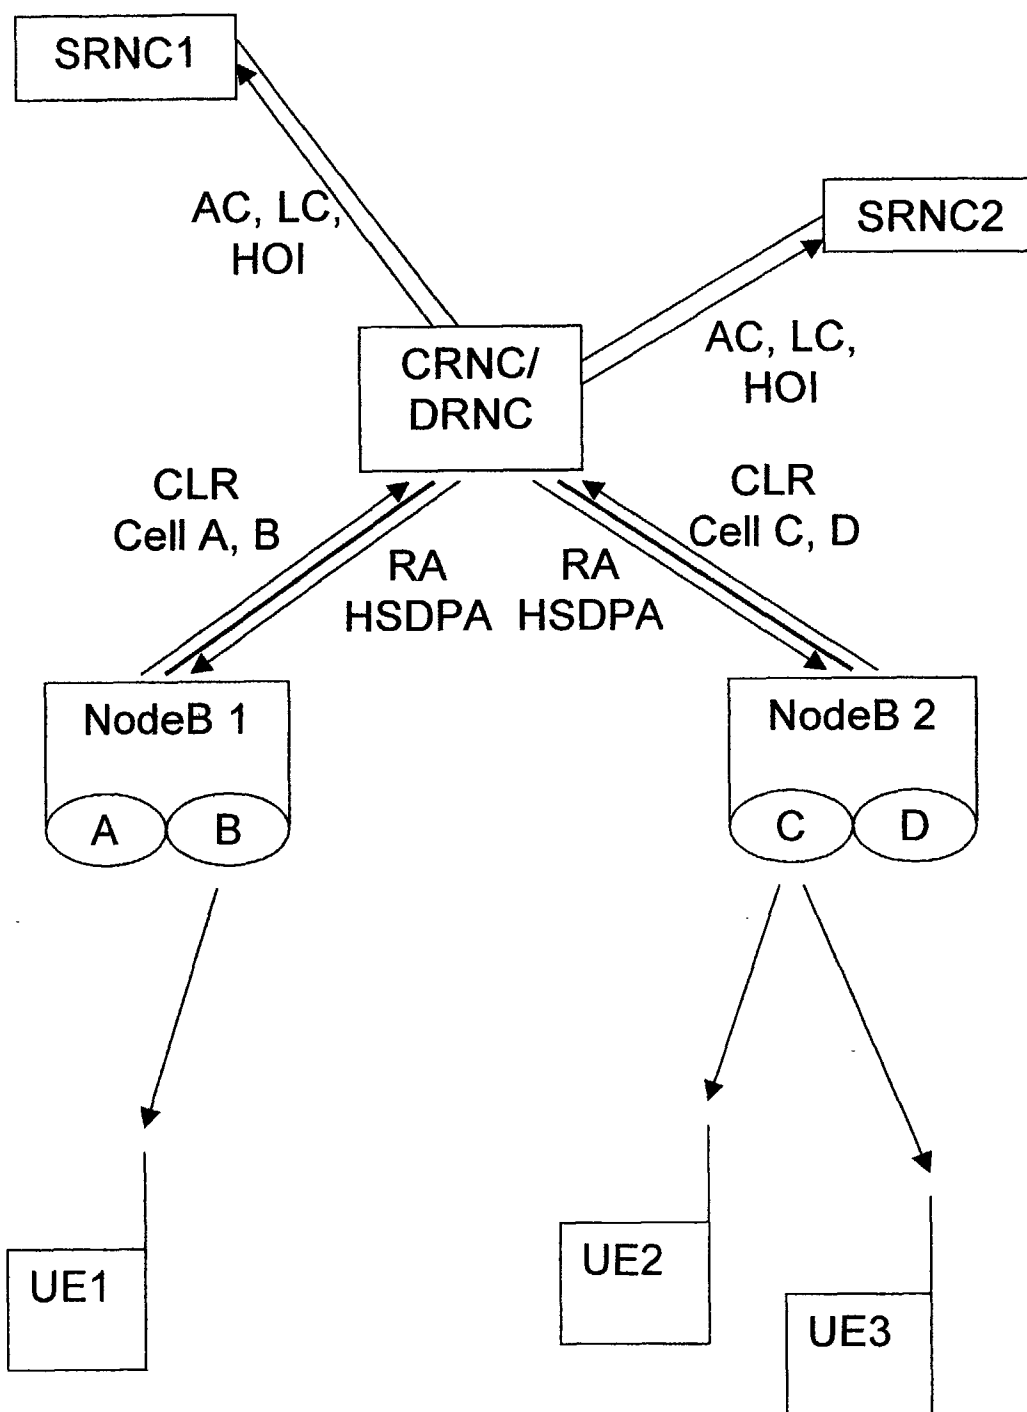 SRNC1
SRNC2
AC, LC,
HOI
AC, LC,
HOI
CRNC/
DRNC
CLR
Cell A, B
CLR
Cell C, D
RA
HSDPA
RA
HSDPA
NodeB 1
NodeB 2
A
B
C
D
UE1
UE2
UE3